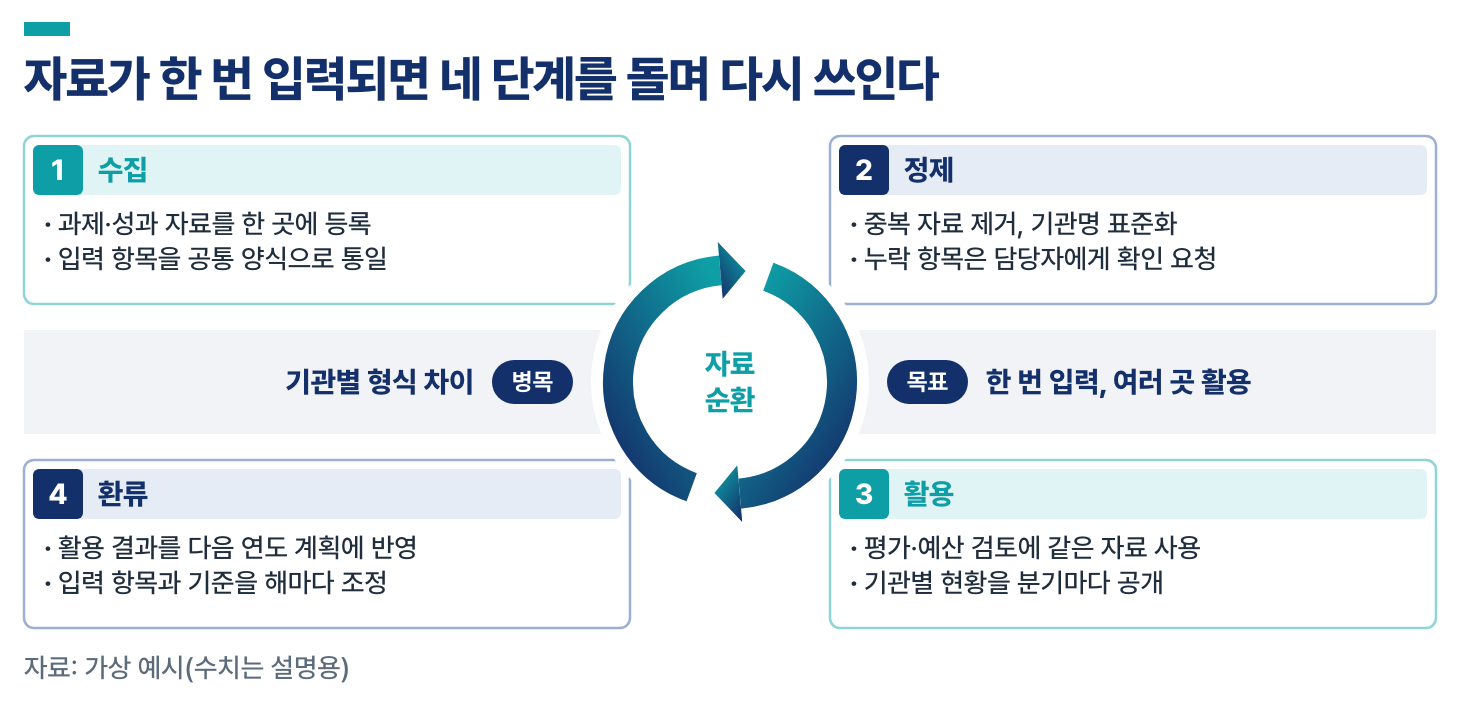 자료가 한 번 입력되면 네 단계를 돌며 다시 쓰인다
1 수집
· 과제·성과 자료를 한 곳에 등록
· 입력 항목을 공통 양식으로 통일
2 정제
· 중복 자료 제거, 기관명 표준화
· 누락 항목은 담당자에게 확인 요청
기관별 형식 차이 병목
자료
순환
목표 한 번 입력, 여러 곳 활용
4 환류
· 활용 결과를 다음 연도 계획에 반영
· 입력 항목과 기준을 해마다 조정
3 활용
· 평가·예산 검토에 같은 자료 사용
· 기관별 현황을 분기마다 공개
자료: 가상 예시(수치는 설명용)